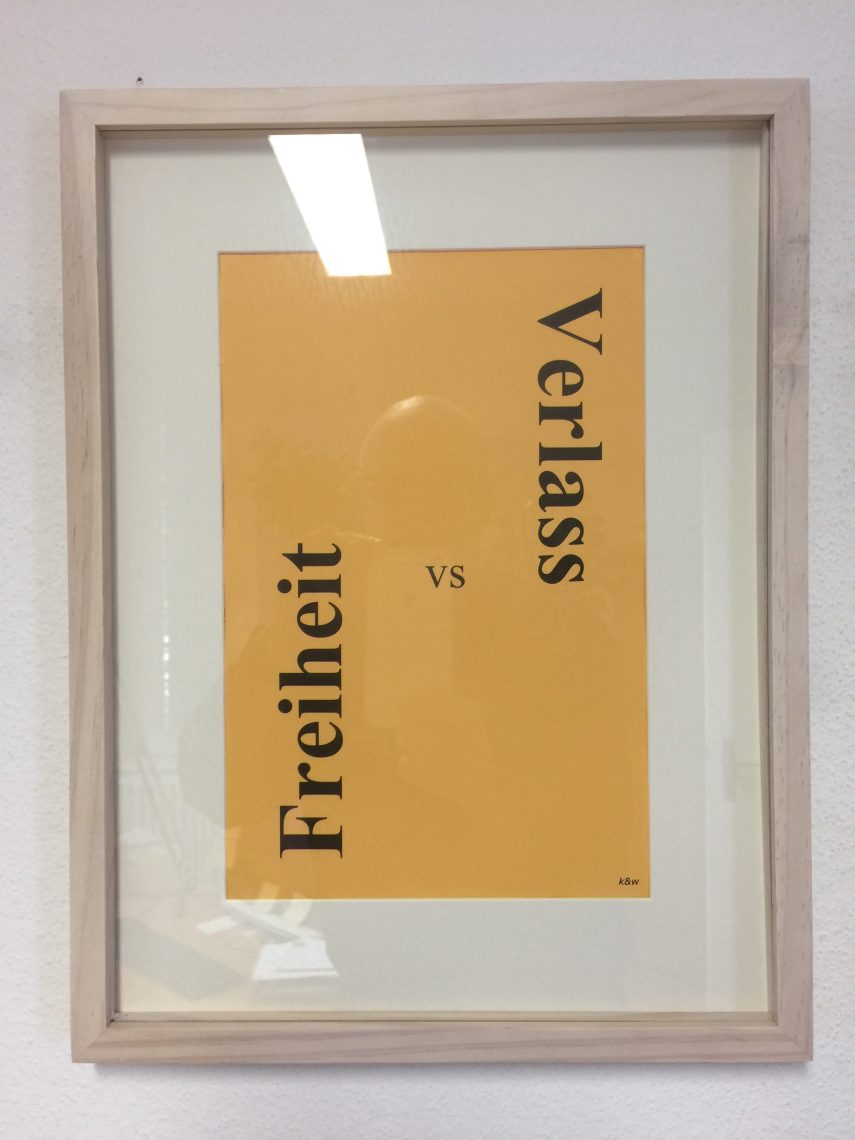 Freiheit
vs
Verlass
k&w